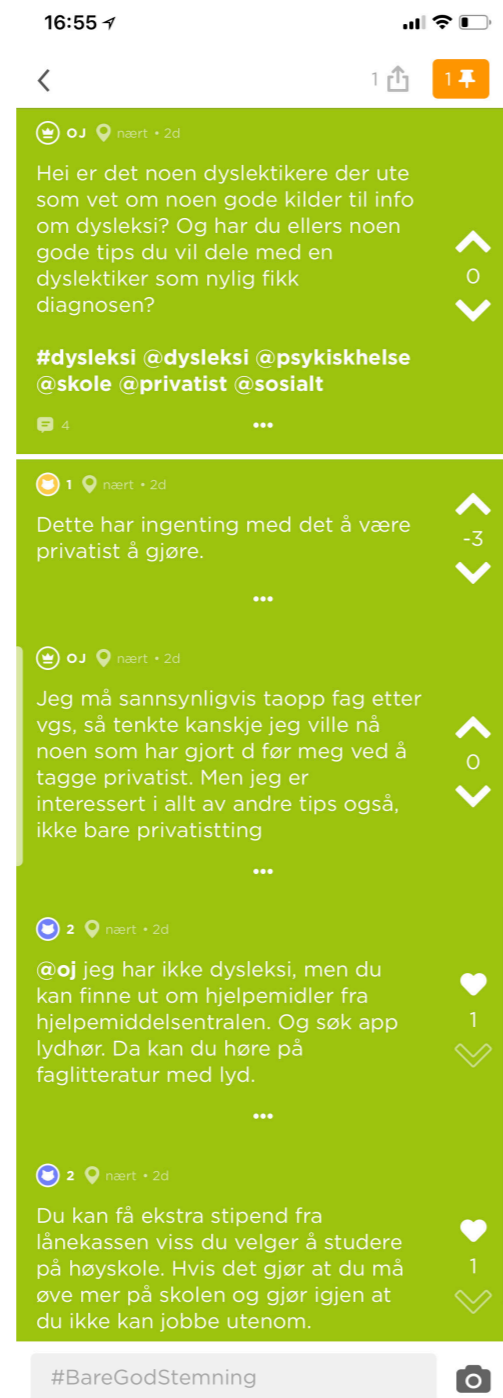 16:55
1
1
OJ nært • 2d
Hei er det noen dyslektikere der ute
som vet om noen gode kilder til info
om dysleksi? Og har du ellers noen
gode tips du vil dele med en
dyslektiker som nylig fikk
diagnosen?
0
#dysleksi @dysleksi @psykiskhelse
@skole @privatist @sosialt
4
1 nært • 2d
Dette har ingenting med det å være
privatist å gjøre.
-3
OJ nært • 2d
Jeg må sannsynligvis taopp fag etter
vgs, så tenkte kanskje jeg ville nå
noen som har gjort d før meg ved å
tagge privatist. Men jeg er
interessert i allt av andre tips også,
ikke bare privatistting
0
2 nært • 2d
@oj jeg har ikke dysleksi, men du
kan finne ut om hjelpemidler fra
hjelpemiddelsentralen. Og søk app
lydhør. Da kan du høre på
faglitteratur med lyd.
1
2 nært • 2d
Du kan få ekstra stipend fra
lånekassen viss du velger å studere
på høyskole. Hvis det gjør at du må
øve mer på skolen og gjør igjen at
du ikke kan jobbe utenom.
1
#BareGodStemning